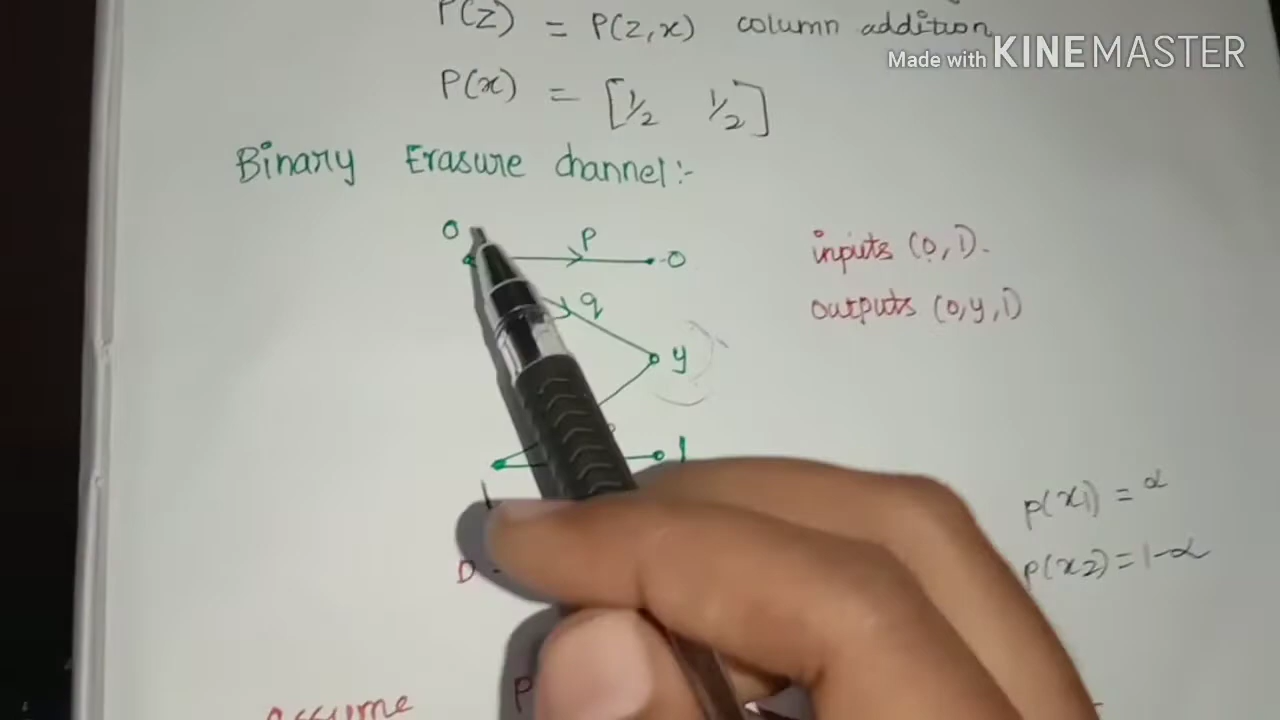 P(z) = P(z,x) column addition
Made with KINEMASTER
P(x) = [1/2 1/2]
Binary Erasure channel:-
0 P 0
inputs (0,1).
q
outputs (0,y,1)
y
1
P(x1) = α
P(x2) = 1-α
D
Assume P